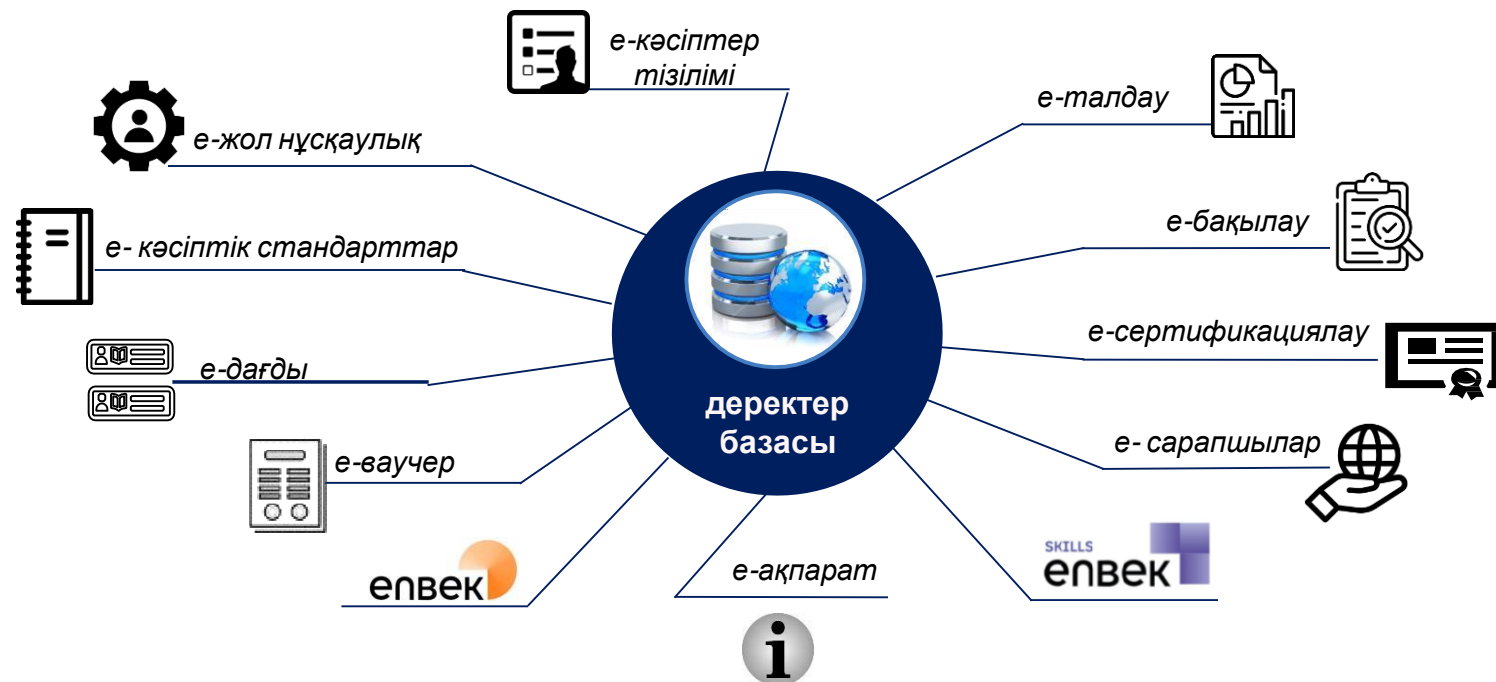 е-кәсіптер
тізілімі
е-талдау
е-жол нұсқаулық
е-бақылау
е- кәсіптік стандарттар
е-сертификациялау
е-дағды
деректер
базасы
е-ваучер
е- сарапшылар
enbek
е-ақпарат
SKILLS
enbek
i